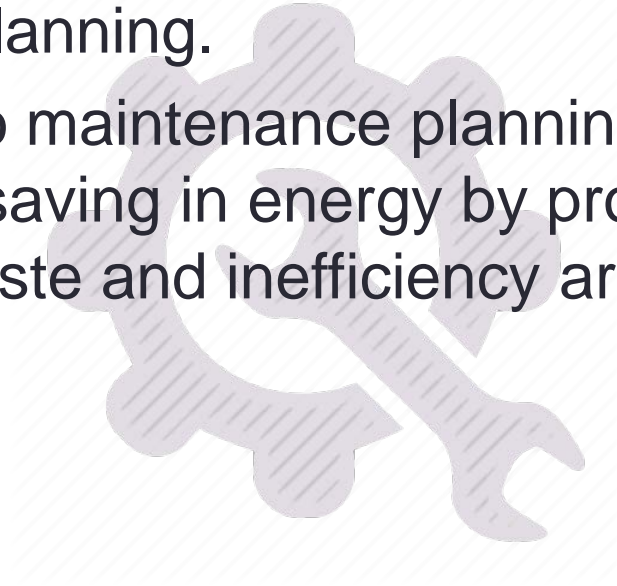 lanning.
maintenance plannin
saving in energy by pro
ste and inefficiency ar